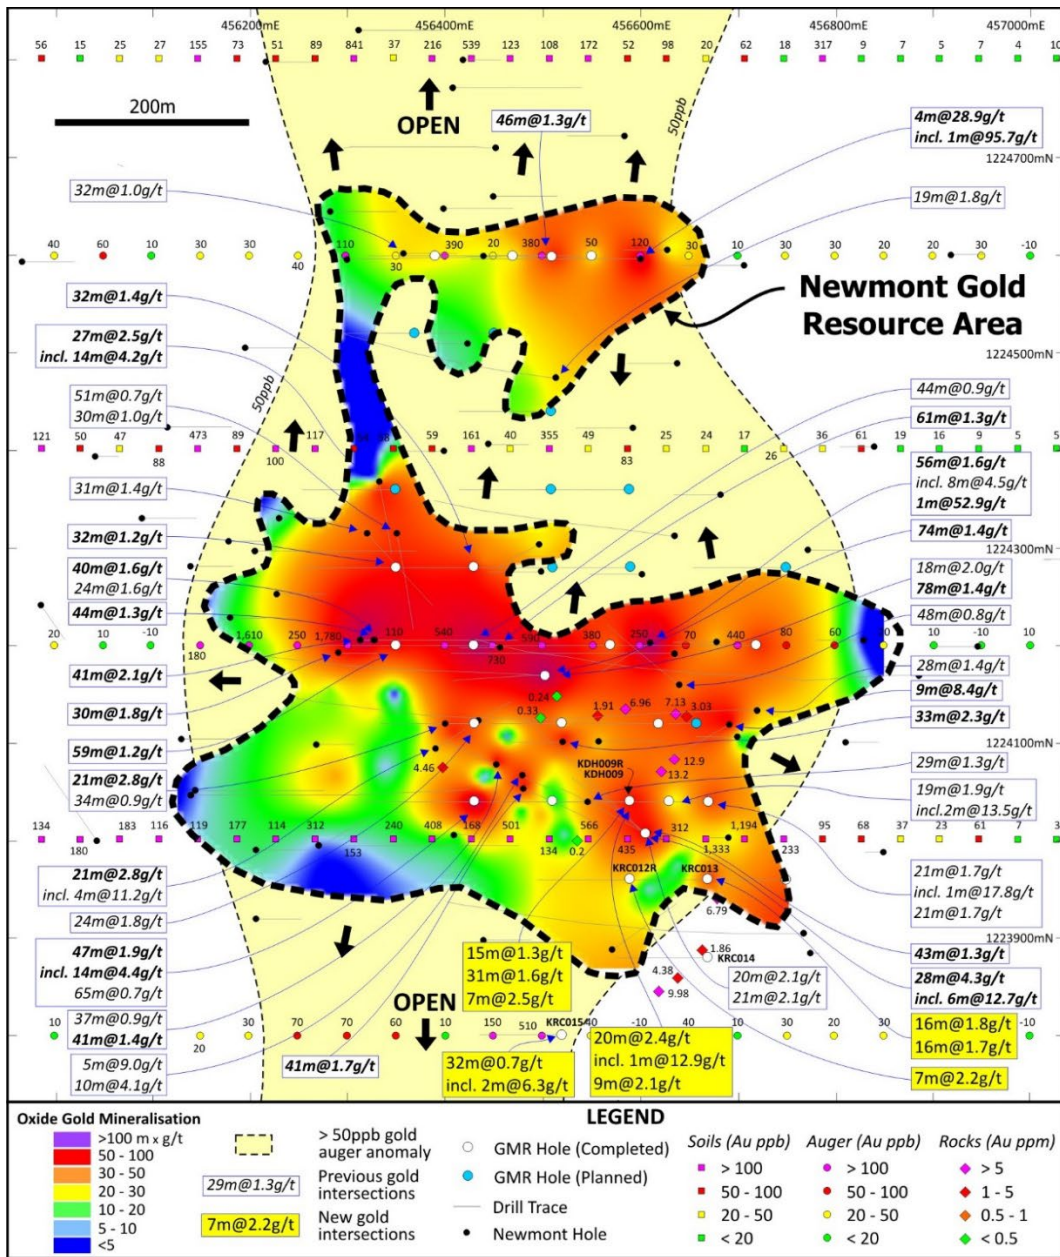 456200mE
456400mE
456600mE
456800mE
457000mE
56 15 25 27 155 73 51 89 841 37 216 539 123 108 172 52 98 20 62 18 317 9 7 5 7 4 10
200m
OPEN
50ppb
46m@1.3g/t
4m@28.9g/t
incl. 1m@95.7g/t
1224700mN
32m@1.0g/t
19m@1.8g/t
40 60 10 30 30 40 110 30 390 20 380 50 120 30 10 30 30 20 20 30 -10
32m@1.4g/t
Newmont Gold
Resource Area
27m@2.5g/t
incl. 14m@4.2g/t
1224500mN
50ppb
51m@0.7g/t
30m@1.0g/t
44m@0.9g/t
61m@1.3g/t
121 50 47 88 473 89 100 117 59 161 40 355 49 83 25 24 17 26 36 61 19 16 9 5 5
31m@1.4g/t
56m@1.6g/t
incl. 8m@4.5g/t
1m@52.9g/t
32m@1.2g/t
74m@1.4g/t
1224300mN
40m@1.6g/t
24m@1.6g/t
18m@2.0g/t
78m@1.4g/t
44m@1.3g/t
48m@0.8g/t
20 10 -10 180 1,610 250 1,780 110 540 730 590 380 250 70 440 80 60 20 10 -10 10
41m@2.1g/t
28m@1.4g/t
9m@8.4g/t
0.24
0.33
1.91
6.96
7.13
3.03
30m@1.8g/t
33m@2.3g/t
59m@1.2g/t
1224100mN
21m@2.8g/t
34m@0.9g/t
4.46
KDH009R
KDH009
12.9
13.2
29m@1.3g/t
19m@1.9g/t
incl.2m@13.5g/t
134 180 183 116 119 177 114 312 153 240 408 168 501 134 0.2 566 435 312 1,333 1,194 233 95 68 37 23 61 7 3
21m@2.8g/t
incl. 4m@11.2g/t
KRC012R
KRC013
21m@1.7g/t
incl. 1m@17.8g/t
21m@1.7g/t
24m@1.8g/t
6.79
1223900mN
47m@1.9g/t
incl. 14m@4.4g/t
65m@0.7g/t
15m@1.3g/t
31m@1.6g/t
7m@2.5g/t
1.86
KRC014
43m@1.3g/t
4.38
9.98
20m@2.1g/t
21m@2.1g/t
28m@4.3g/t
incl. 6m@12.7g/t
37m@0.9g/t
41m@1.4g/t
OPEN
16m@1.8g/t
16m@1.7g/t
10 20 30 70 70 60 10 150 510 KRC015 40 30 20 40 10 40 20 30 -10
5m@9.0g/t
10m@4.1g/t
41m@1.7g/t
32m@0.7g/t
incl. 2m@6.3g/t
20m@2.4g/t
incl. 1m@12.9g/t
9m@2.1g/t
7m@2.2g/t
LEGEND
Oxide Gold Mineralisation
>100 m x g/t
50 - 100
30 - 50
20 - 30
10 - 20
5 - 10
<5
> 50ppb gold
auger anomaly
29m@1.3g/t
Previous gold
intersections
7m@2.2g/t
New gold
intersections
GMR Hole (Completed)
GMR Hole (Planned)
Drill Trace
Newmont Hole
Soils (Au ppb)
> 100
50 - 100
20 - 50
< 20
Auger (Au ppb)
> 100
50 - 100
20 - 50
< 20
Rocks (Au ppm)
> 5
1 - 5
0.5 - 1
< 0.5